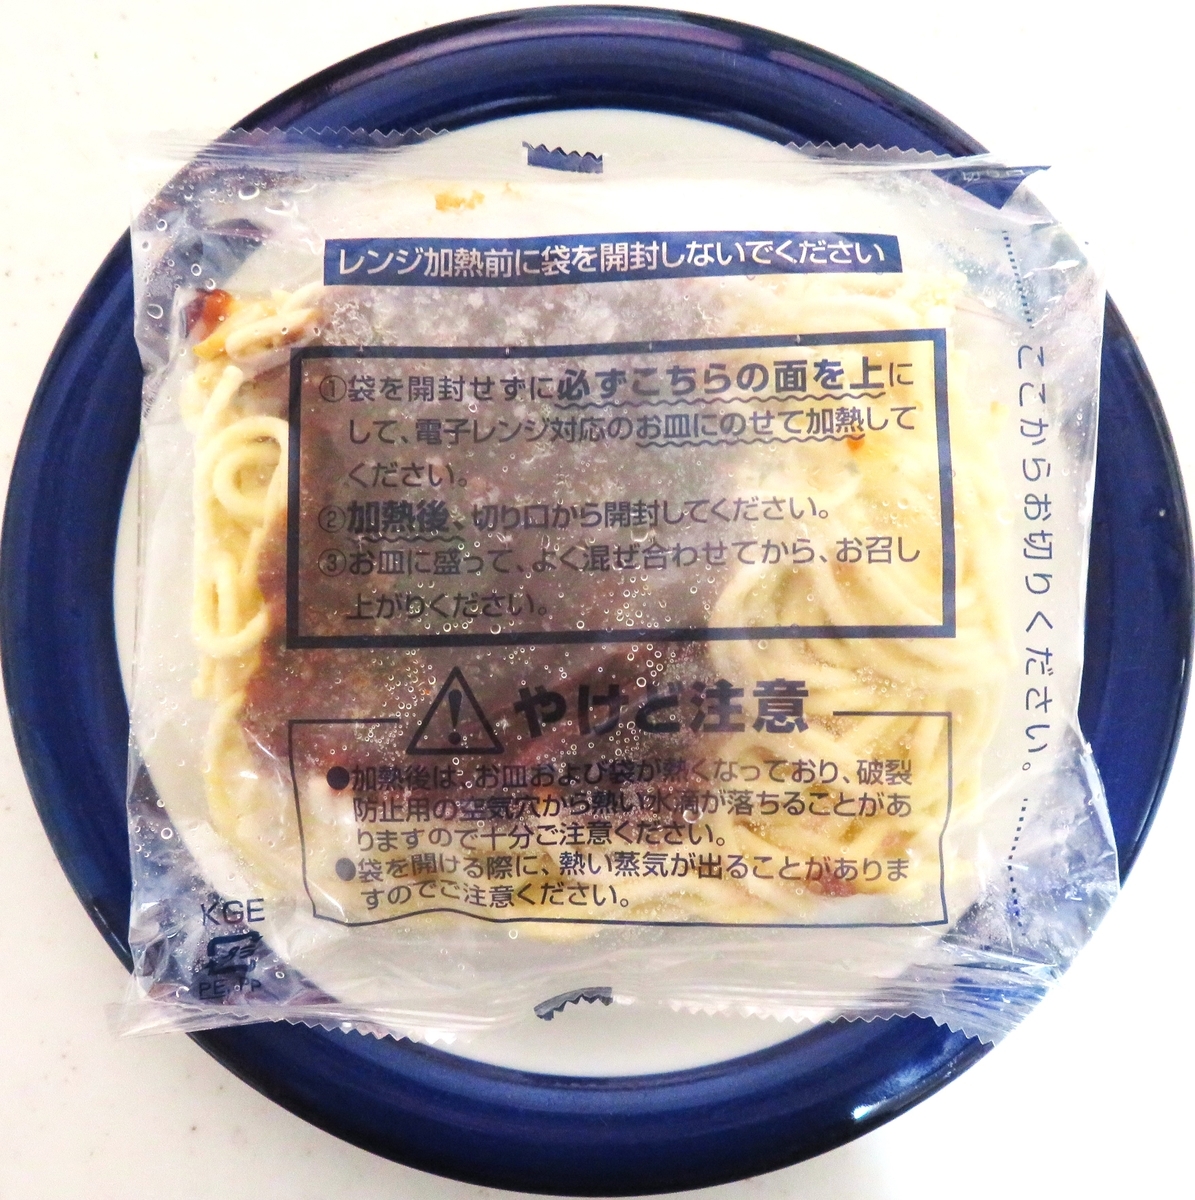 切り口
レンジ加熱前に袋を開封しないでください
①袋を開封せずに必ずこちらの面を上に
して、電子レンジ対応のお皿にのせて加熱して
ください。
②加熱後、切り口から開封してください。
③お皿に盛って、よく混ぜ合わせてから、お召し
上がりください。
ここからお切りください。
やけど注意
●加熱後は、お皿および袋が熱くなっており、破裂
防止用の空気穴から熱い水滴が落ちることがあ
りますので十分ご注意ください。
●袋を開ける際に、熱い蒸気が出ることがありま
すのでご注意ください。
KGE
プラ
PE, PP